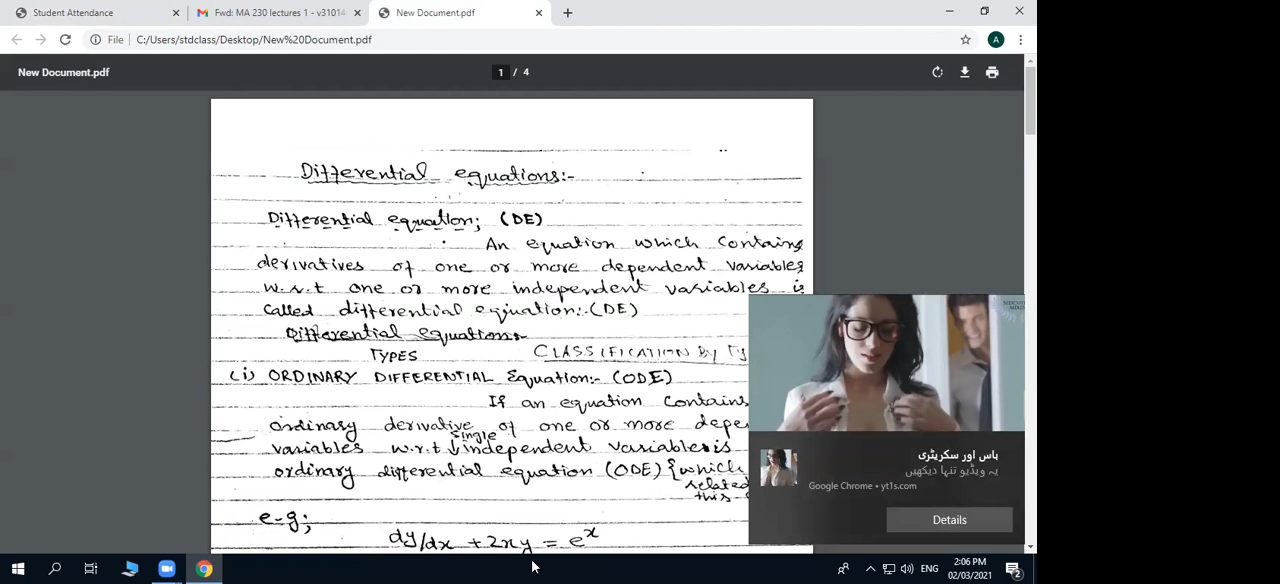 Student Attendance
Fwd: MA 230 lectures 1 - v31014
New Document.pdf
File
C:/Users/stdclass/Desktop/New%20Document.pdf
A
New Document.pdf
1 / 4
Differential equations:-
Differential equation; (DE)
An equation which contains
derivatives of one or more dependent variables
w.r.t one or more independent variables is
called differential equation:-(DE)
Differential equations
TYPES CLASSIFICATION BY
(i) ORDINARY DIFFERENTIAL Equation:- (ODE)
If an equation contains
ordinary derivative of one or more depe
single
variables w.r.t independent variables is
ordinary differential equation (ODE) {which
related
this
e-g;
dy/dx + 2xy = e^x
باس اور سکریٹری
یہ ویڈیو تنہا دیکھیں
Google Chrome • yt1s.com
Details
ENG
2:06 PM
02/03/2021
2